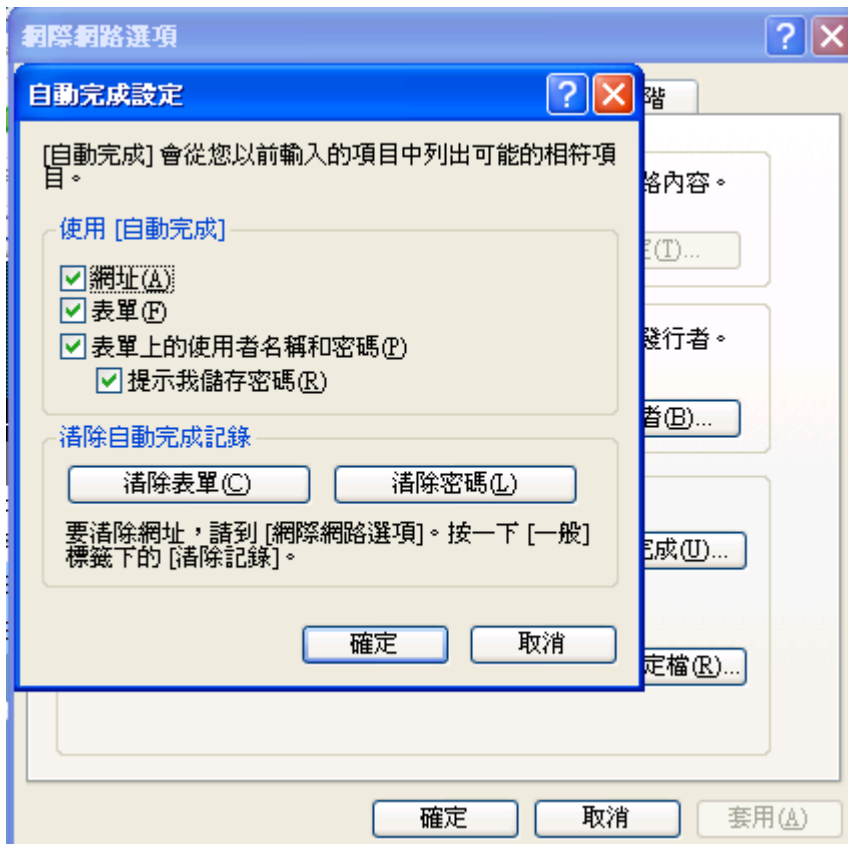 網際網路選項
自動完成設定
階
[自動完成] 會從您以前輸入的項目中列出可能的相符項
目。
絡內容。
使用 [自動完成]
(T)...
網址(A)
表單(F)
發行者。
表單上的使用者名稱和密碼(P)
提示我儲存密碼(R)
者(B)...
清除自動完成記錄
清除表單(C)
清除密碼(L)
要清除網址，請到 [網際網路選項]。按一下 [一般]
標籤下的 [清除記錄]。
完成(U)...
確定
取消
定檔(R)...
確定
取消
套用(A)